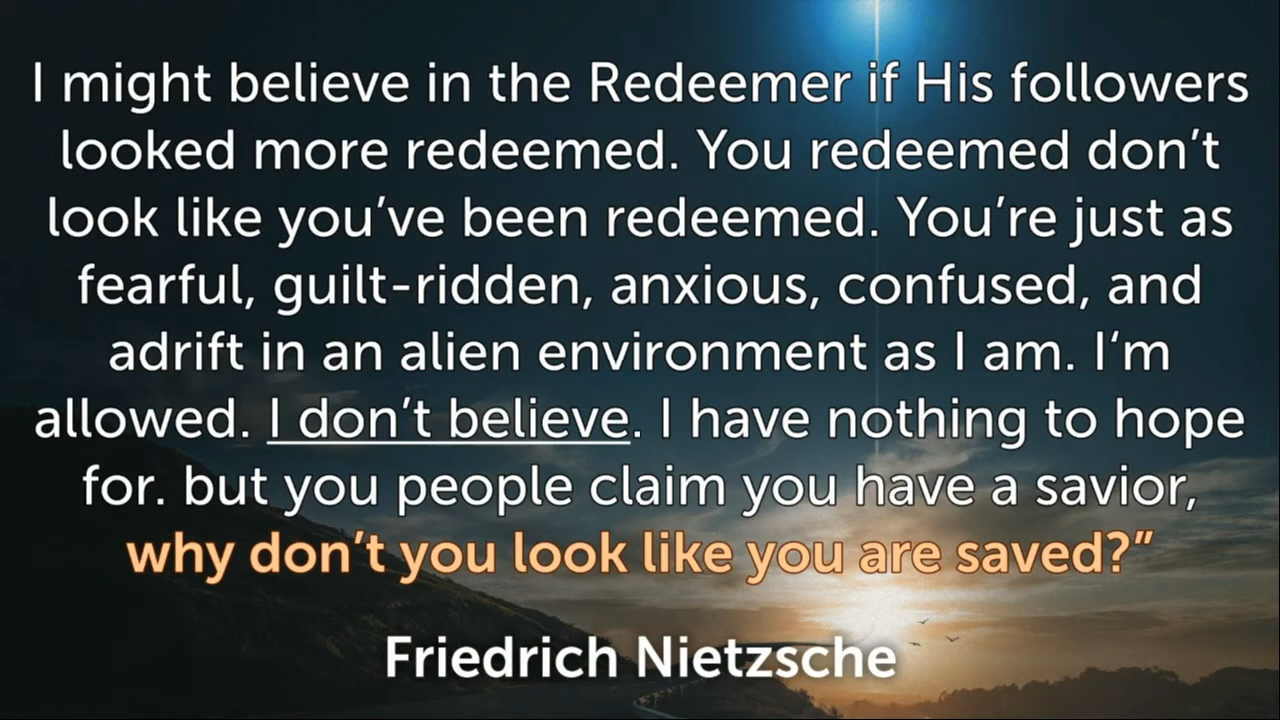 I might believe in the Redeemer if His followers
looked more redeemed. You redeemed don’t
look like you’ve been redeemed. You’re just as
fearful, guilt-ridden, anxious, confused, and
adrift in an alien environment as I am. I‘m
allowed. I don’t believe. I have nothing to hope
for. but you people claim you have a savior,
why don’t you look like you are saved?”
Friedrich Nietzsche